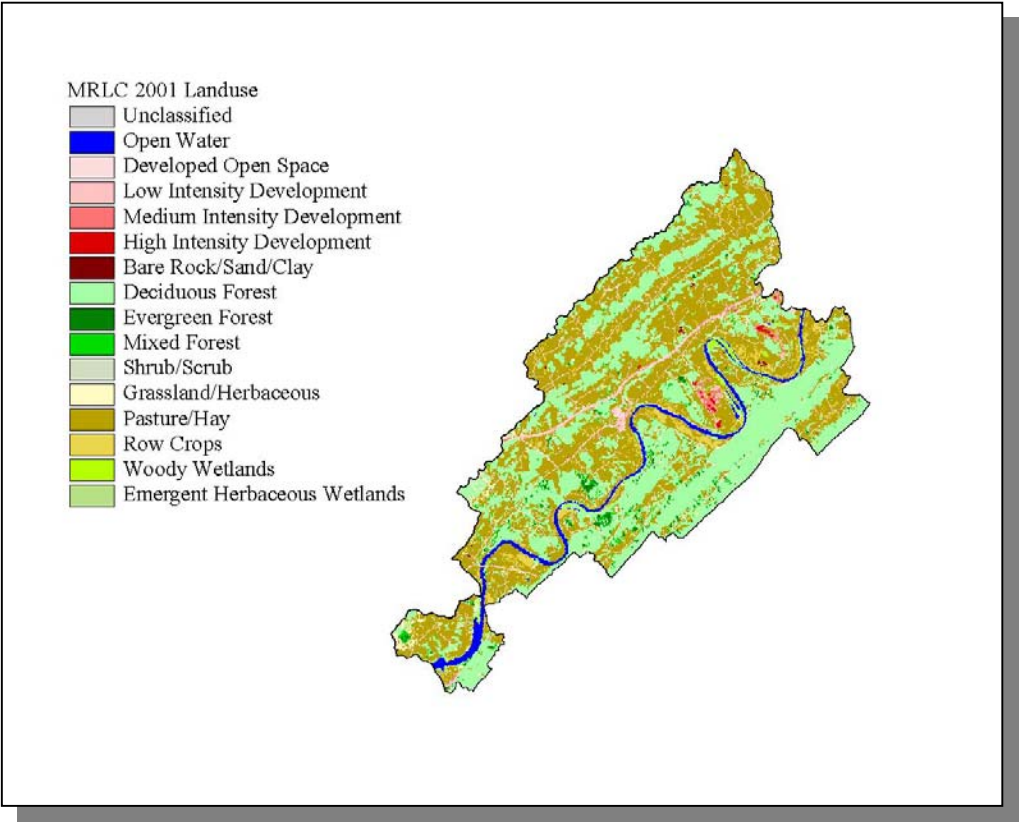 MRLC 2001 Landuse
Unclassified
Open Water
Developed Open Space
Low Intensity Development
Medium Intensity Development
High Intensity Development
Bare Rock/Sand/Clay
Deciduous Forest
Evergreen Forest
Mixed Forest
Shrub/Scrub
Grassland/Herbaceous
Pasture/Hay
Row Crops
Woody Wetlands
Emergent Herbaceous Wetlands